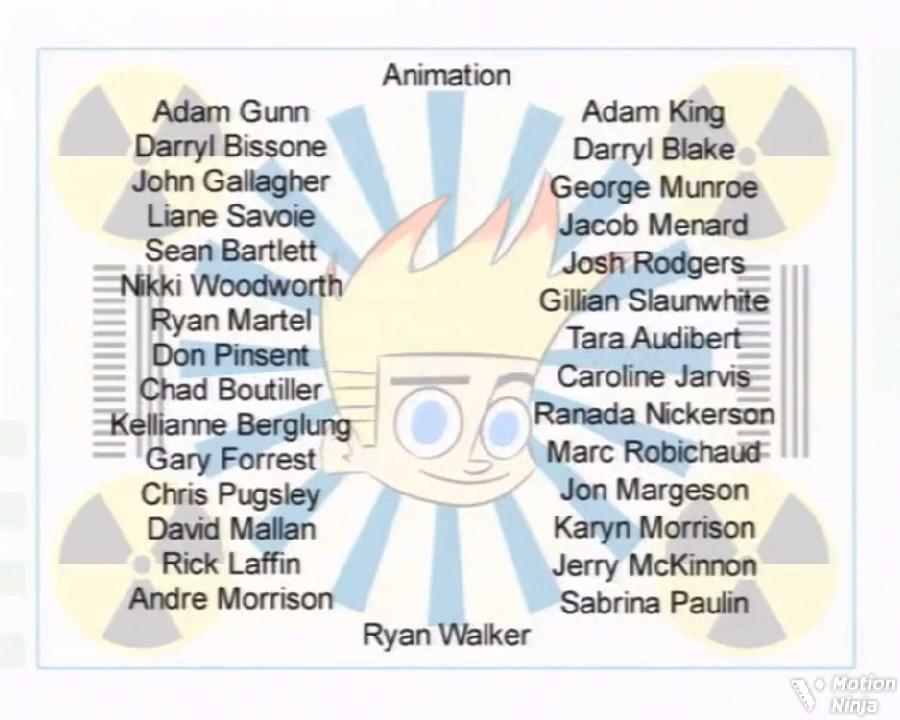 Animation
Adam Gunn
Darryl Bissone
John Gallagher
Liane Savoie
Sean Bartlett
Nikki Woodworth
Ryan Martel
Don Pinsent
Chad Boutiller
Kellianne Berglung
Gary Forrest
Chris Pugsley
David Mallan
Rick Laffin
Andre Morrison
Adam King
Darryl Blake
George Munroe
Jacob Menard
Josh Rodgers
Gillian Slaunwhite
Tara Audibert
Caroline Jarvis
Ranada Nickerson
Marc Robichaud
Jon Margeson
Karyn Morrison
Jerry McKinnon
Sabrina Paulin
Ryan Walker
Motion
Ninja